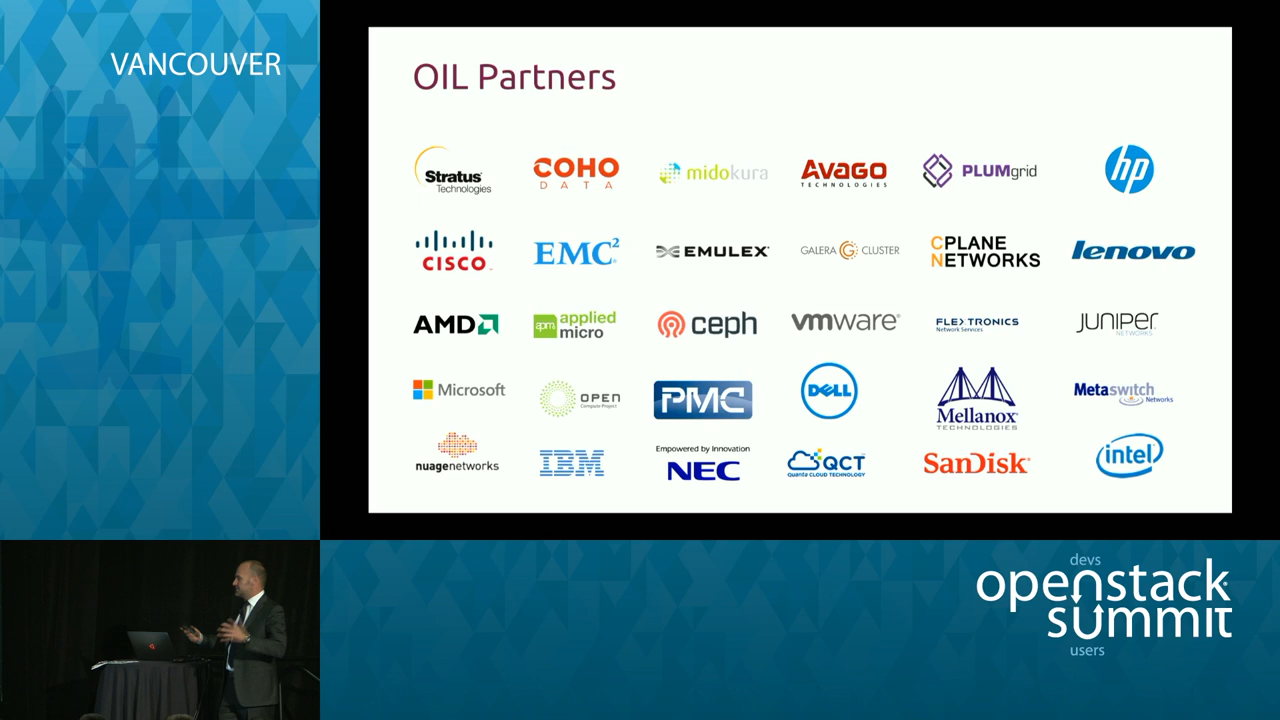 VANCOUVER
OIL Partners
Stratus
Technologies
COHO
DATA
midokura
AVAGO
TECHNOLOGIES
PLUMgrid
hp
CISCO
EMC²
EMULEX
GALERA CLUSTER
CPLANE
NETWORKS
lenovo
AMD
apm applied
micro
ceph
vmware
FLEXTRONICS
Network Services
JUNIPER
NETWORKS
Microsoft
OPEN
Compute Project
PMC
DELL
Mellanox
TECHNOLOGIES
Metaswitch
Networks
nuagenetworks
IBM
Empowered by Innovation
NEC
QCT
Quanta CLOUD TECHNOLOGY
SanDisk
intel
devs
openstack
summit
users